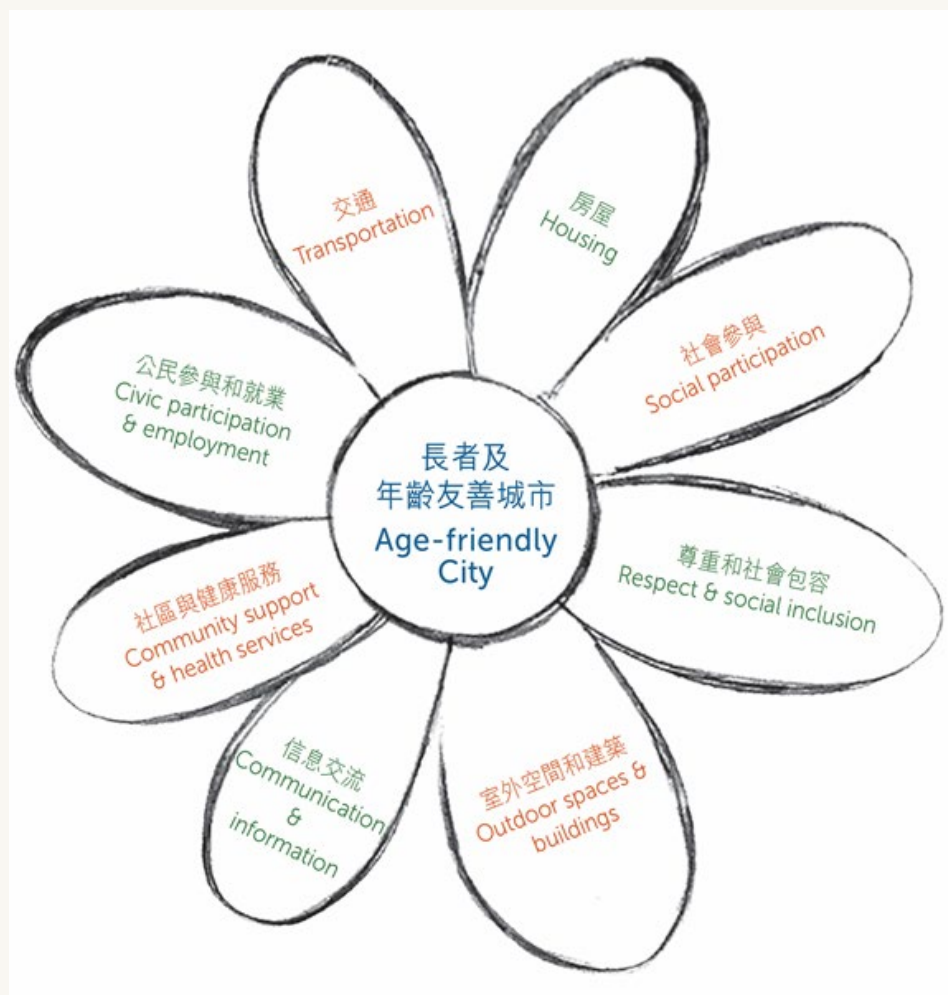 交通
Transportation
房屋
Housing
社會參與
Social participation
尊重和社會包容
Respect & social inclusion
室外空間和建築
Outdoor spaces &
buildings
信息交流
Communication
&
information
社區與健康服務
Community support
& health services
公民參與和就業
Civic participation
& employment
長者及
年齡友善城市
Age-friendly
City